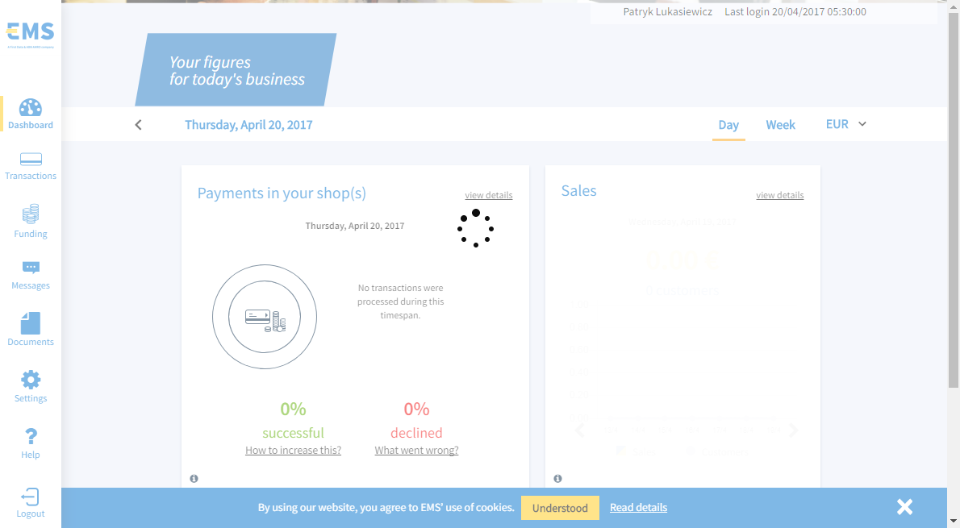 Patryk Lukasiewicz Last login 20/04/2017 05:30:00
EMS
Your figures
for today's business
Thursday, April 20, 2017
Day
Week
EUR
Dashboard
Transactions
Funding
Messages
Documents
Settings
Help
Logout
Payments in your shop(s)
view details
Thursday, April 20, 2017
No transactions were
processed during this
timespan.
0%
successful
How to increase this?
0%
declined
What went wrong?
Sales
view details
By using our website, you agree to EMS' use of cookies.
Understood
Read details